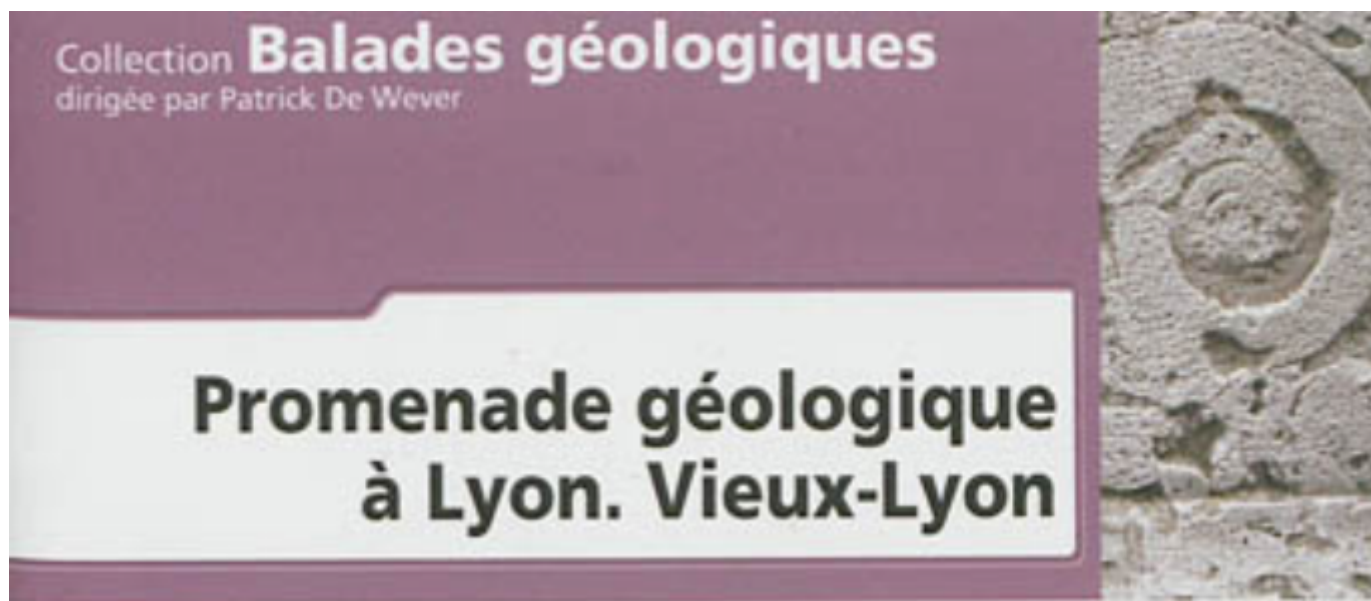 Collection Balades géologiques
dirigée par Patrick De Wever
Promenade géologique
à Lyon. Vieux-Lyon